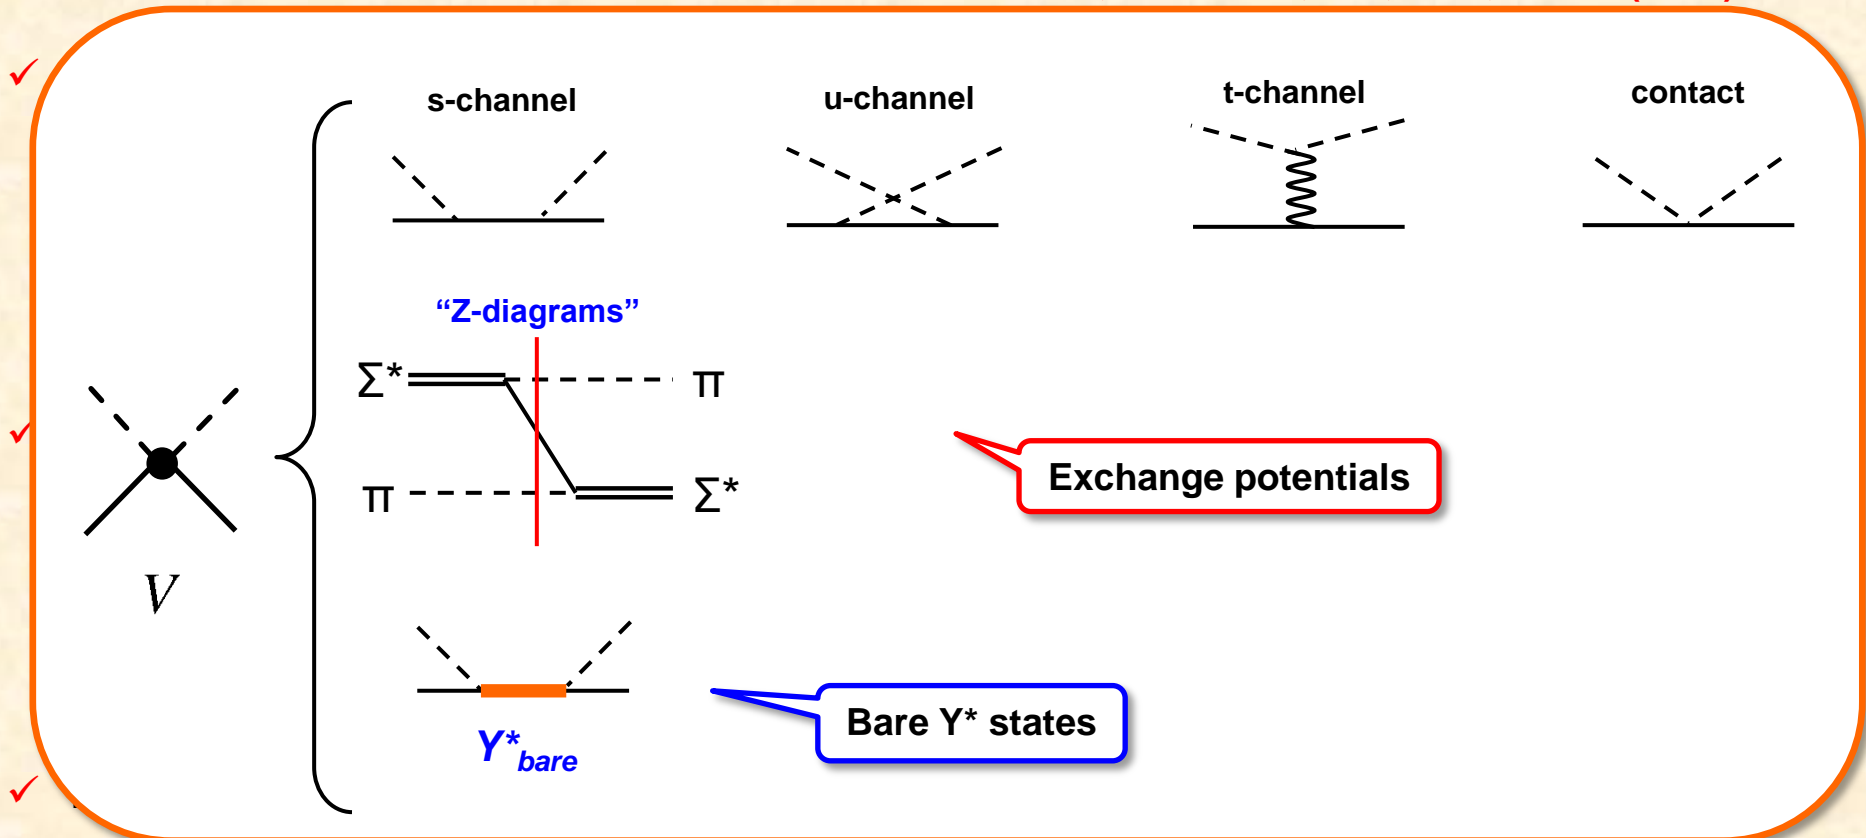 s-channel
u-channel
t-channel
contact
“Z-diagrams”
Σ* π
π Σ*
Exchange potentials
V
Bare Y* states
Y*bare